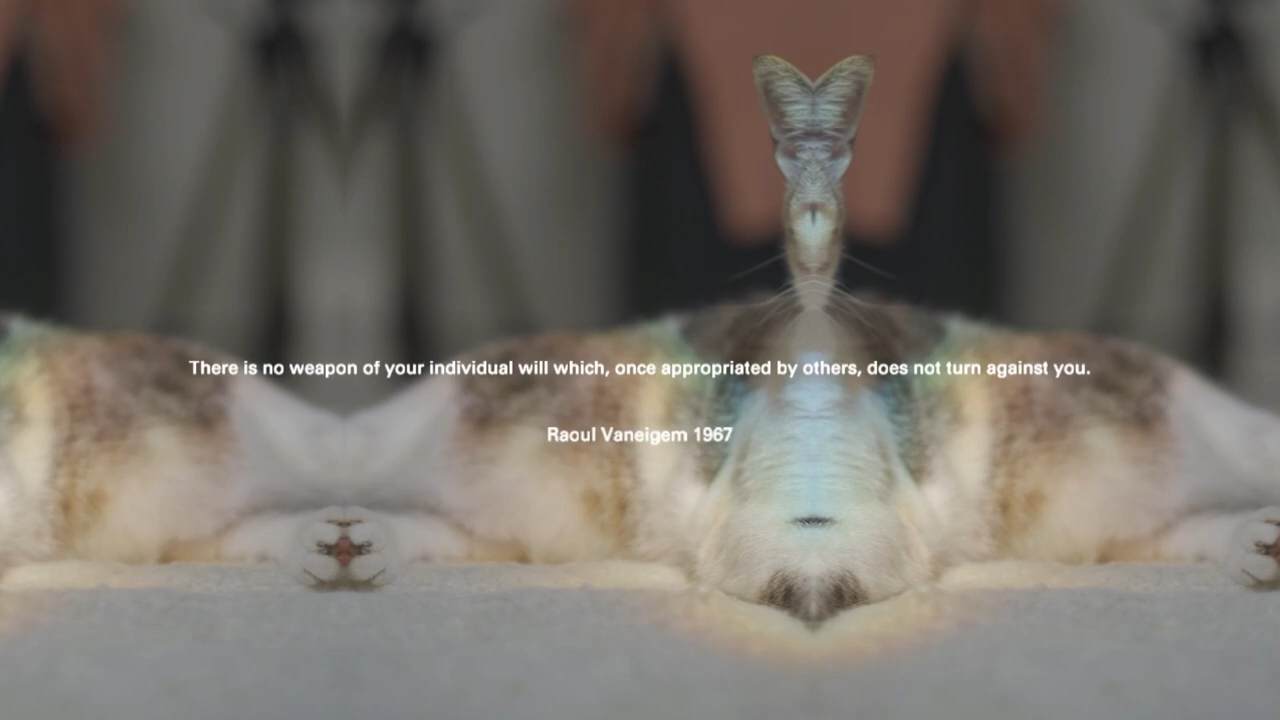 There is no weapon of your individual will which, once appropriated by others, does not turn against you.
Raoul Vaneigem 1967